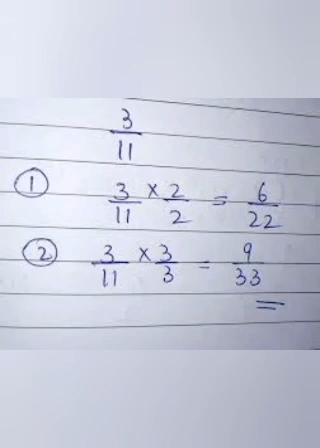 3/11
① 3/11 × 2/2 = 6/22
② 3/11 × 3/3 = 9/33